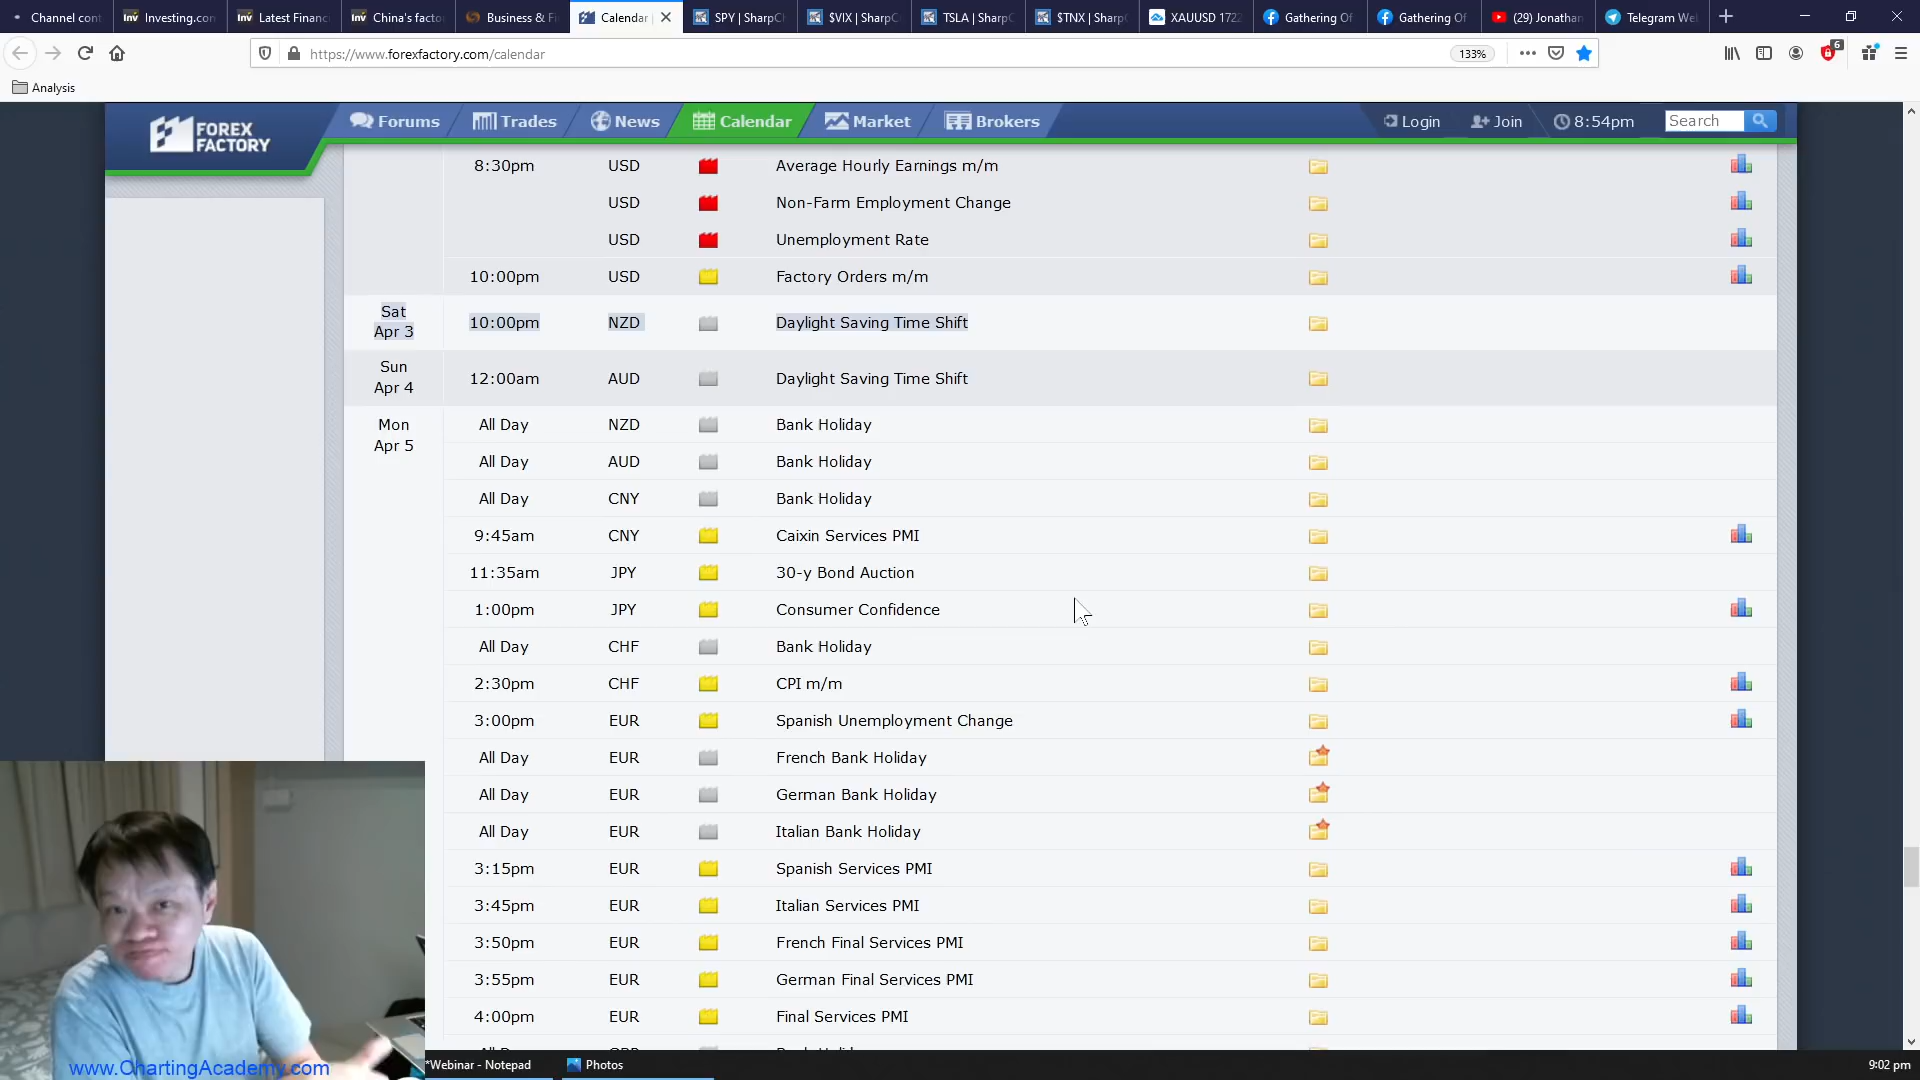 Channel cont
Investing.con
Latest Financ
China's facto
Business & Fi
Calendar
SPY | SharpCh
$VIX | SharpC
TSLA | SharpC
$TNX | SharpC
XAUUSD 1722
Gathering Of
Gathering Of
(29) Jonathan
Telegram We
https://www.forexfactory.com/calendar
133%
6
Analysis
FOREX FACTORY
Forums
Trades
News
Calendar
Market
Brokers
Login
Join
8:54pm
Search
8:30pm USD Average Hourly Earnings m/m
USD Non-Farm Employment Change
USD Unemployment Rate
10:00pm USD Factory Orders m/m
Sat Apr 3 10:00pm NZD Daylight Saving Time Shift
Sun Apr 4 12:00am AUD Daylight Saving Time Shift
Mon Apr 5 All Day NZD Bank Holiday
All Day AUD Bank Holiday
All Day CNY Bank Holiday
9:45am CNY Caixin Services PMI
11:35am JPY 30-y Bond Auction
1:00pm JPY Consumer Confidence
All Day CHF Bank Holiday
2:30pm CHF CPI m/m
3:00pm EUR Spanish Unemployment Change
All Day EUR French Bank Holiday
All Day EUR German Bank Holiday
All Day EUR Italian Bank Holiday
3:15pm EUR Spanish Services PMI
3:45pm EUR Italian Services PMI
3:50pm EUR French Final Services PMI
3:55pm EUR German Final Services PMI
4:00pm EUR Final Services PMI
www.ChartingAcademy.com
*Webinar - Notepad
Photos
9:02 pm